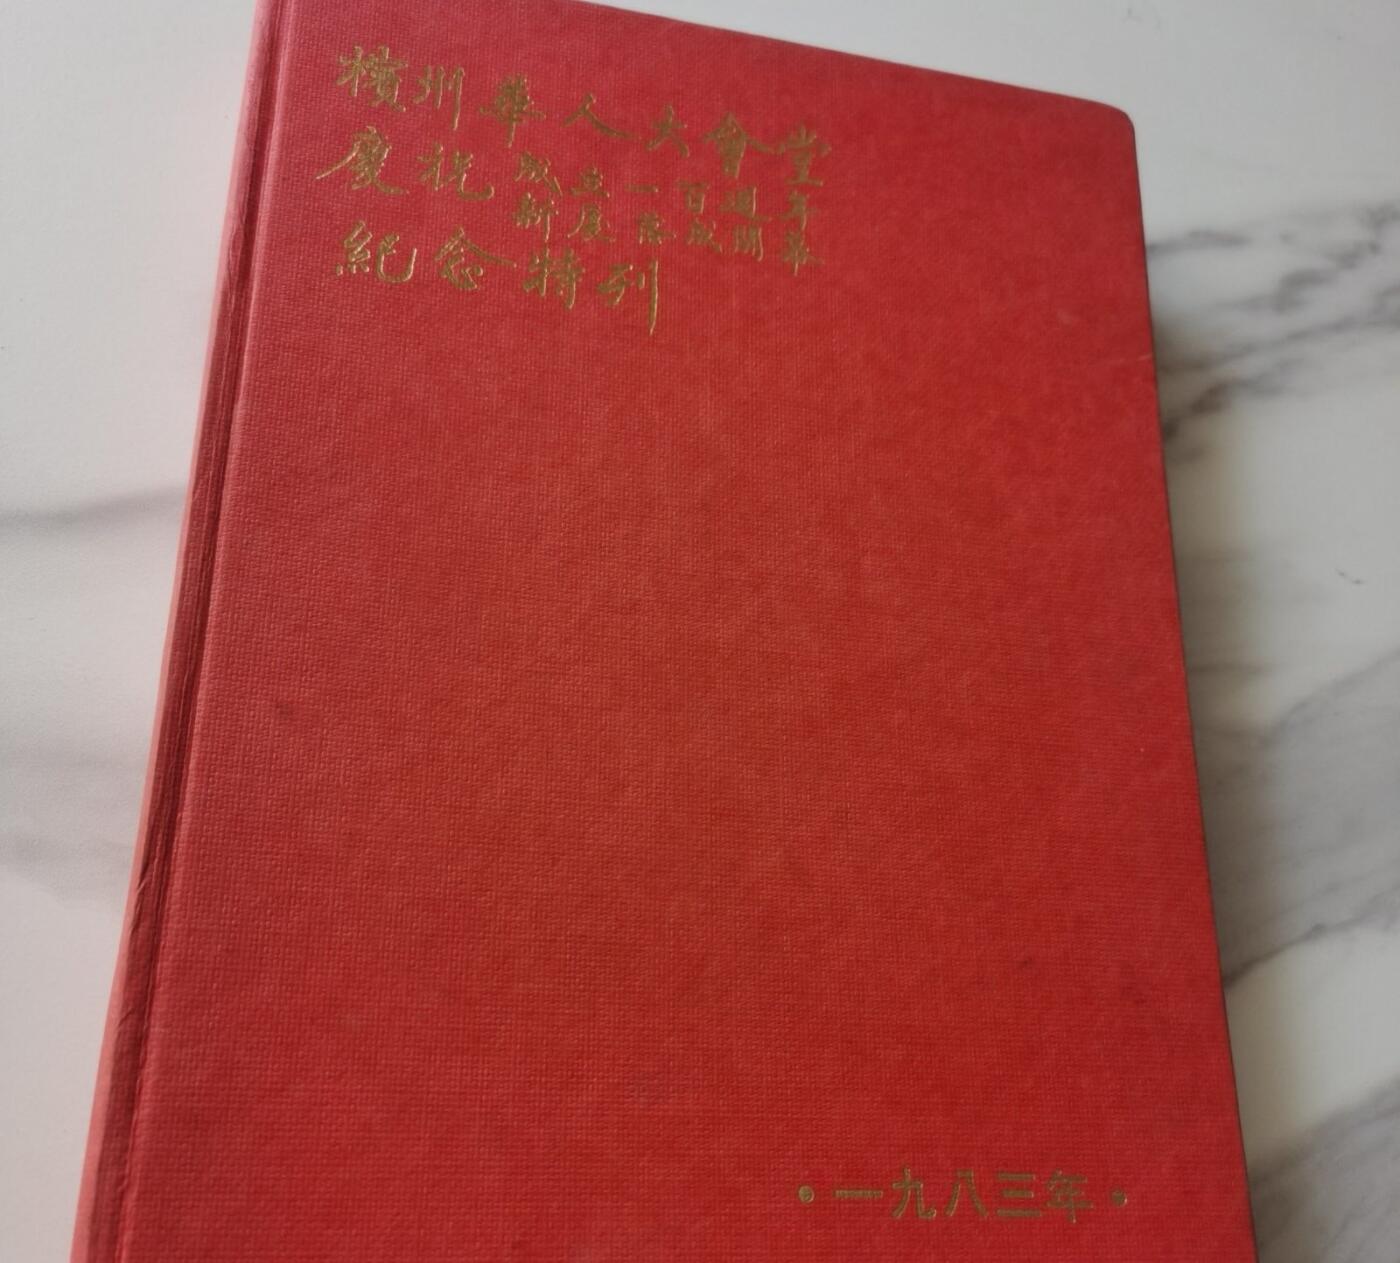 檳州華人大會堂
慶祝
成立一百週年
新廈落成開幕
紀念特刊
•一九八三年•